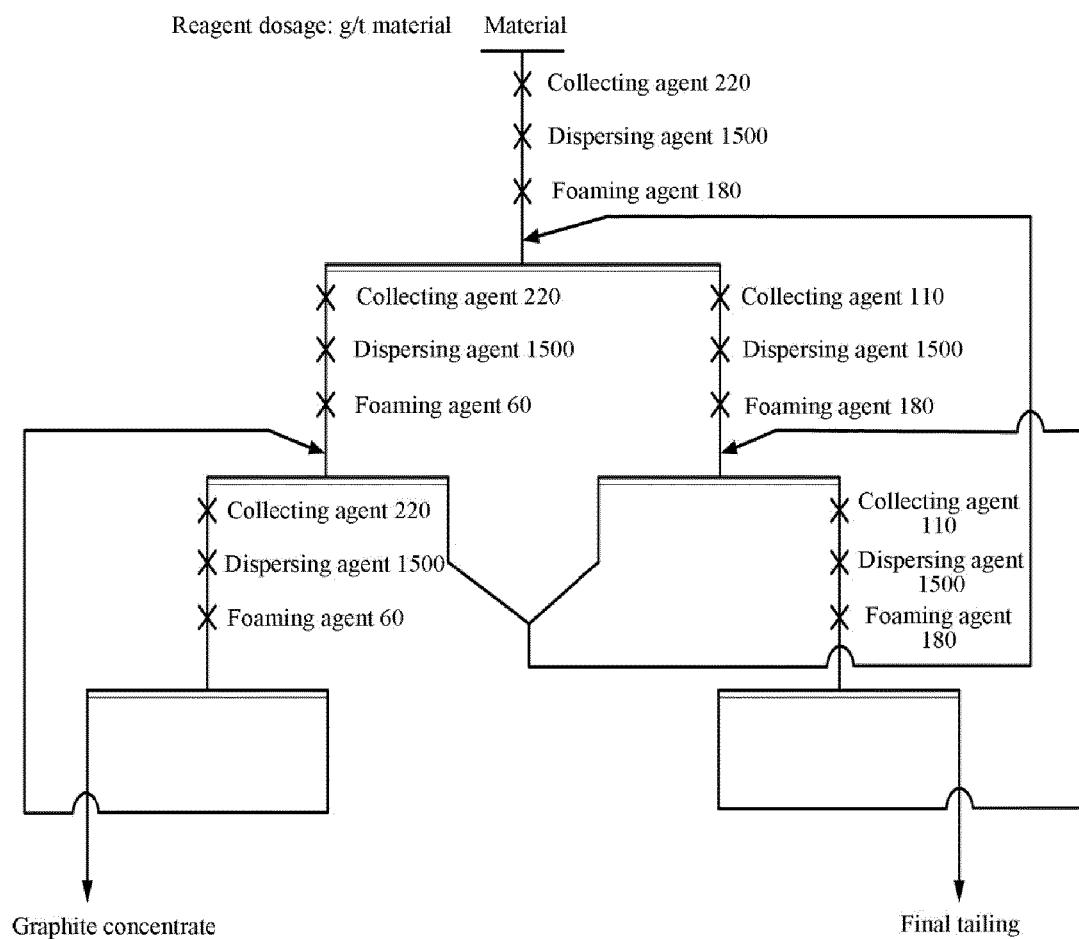 Reagent dosage: g/t material Material
Collecting agent 220
Dispersing agent 1500
Foaming agent 180
Collecting agent 220
Collecting agent 110
Dispersing agent 1500
Dispersing agent 1500
Foaming agent 60
Foaming agent 180
Collecting agent 220
Collecting agent
110
Dispersing agent 1500
Dispersing agent
1500
Foaming agent 60
Foaming agent
180
Graphite concentrate
Final tailing